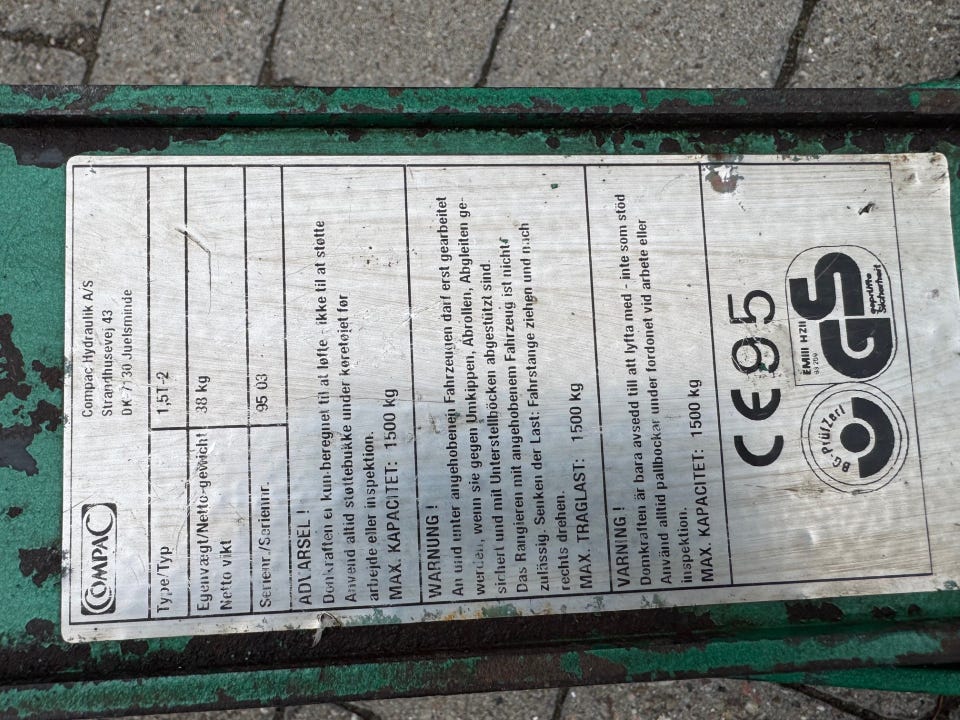 COMPAC
Compac Hydraulik A/S
Strandhusevej 43
DK-7130 Juelsminde
Type/Typ 1,5T-2
Egenvægt/Netto-gewicht 38 kg
Netto vikt
Serienr./Seriennr. 95 03
ADVARSEL !
Donkraften er kun beregnet til at løfte - ikke til at støtte
Anvend altid støttebukke under køretøjet før
arbejde eller inspektion.
MAX. KAPACITET: 1500 kg
WARNUNG !
An und unter angehobenen Fahrzeugen darf erst gearbeitet
werden, wenn sie gegen Umkippen, Abrollen, Abgleiten ge-
sichert und mit Unterstellböcken abgestützt sind.
Das Rangieren mit angehobenem Fahrzeug ist nicht
zulässig. Senken der Last: Fahrstange ziehen und nach
rechts drehen.
MAX. TRAGLAST: 1500 kg
VARNING !
Domkraften är bara avsedd till att lyfta med - inte som stöd
Använd alltid pallbockar under fordonet vid arbete eller
inspektion.
MAX. KAPACITET: 1500 kg
CE95
BG-PrüfZert
EMIII HZII
GS
geprüfte
Sicherheit